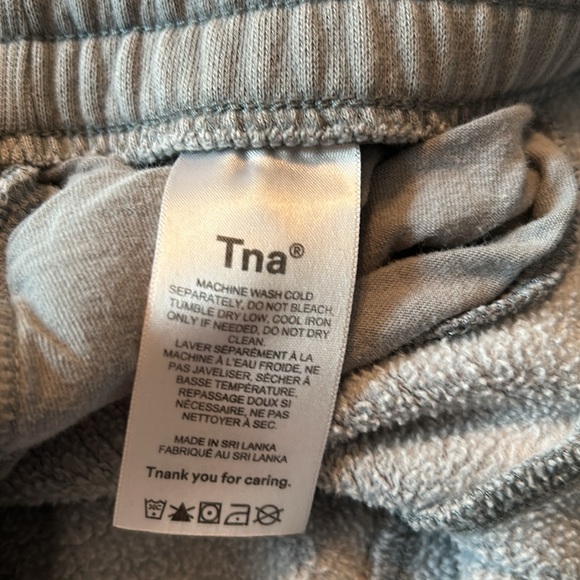 Tna®
MACHINE WASH COLD
SEPARATELY, DO NOT BLEACH,
TUMBLE DRY LOW, COOL IRON
ONLY IF NEEDED, DO NOT DRY
CLEAN.
LAVER SÉPARÉMENT À LA
MACHINE À L'EAU FROIDE, NE
PAS JAVELISER, SÉCHER À
BASSE TEMPÉRATURE,
REPASSAGE DOUX SI
NÉCESSAIRE, NE PAS
NETTOYER À SEC.
MADE IN SRI LANKA
FABRIQUÉ AU SRI LANKA
Tnank you for caring.
30C